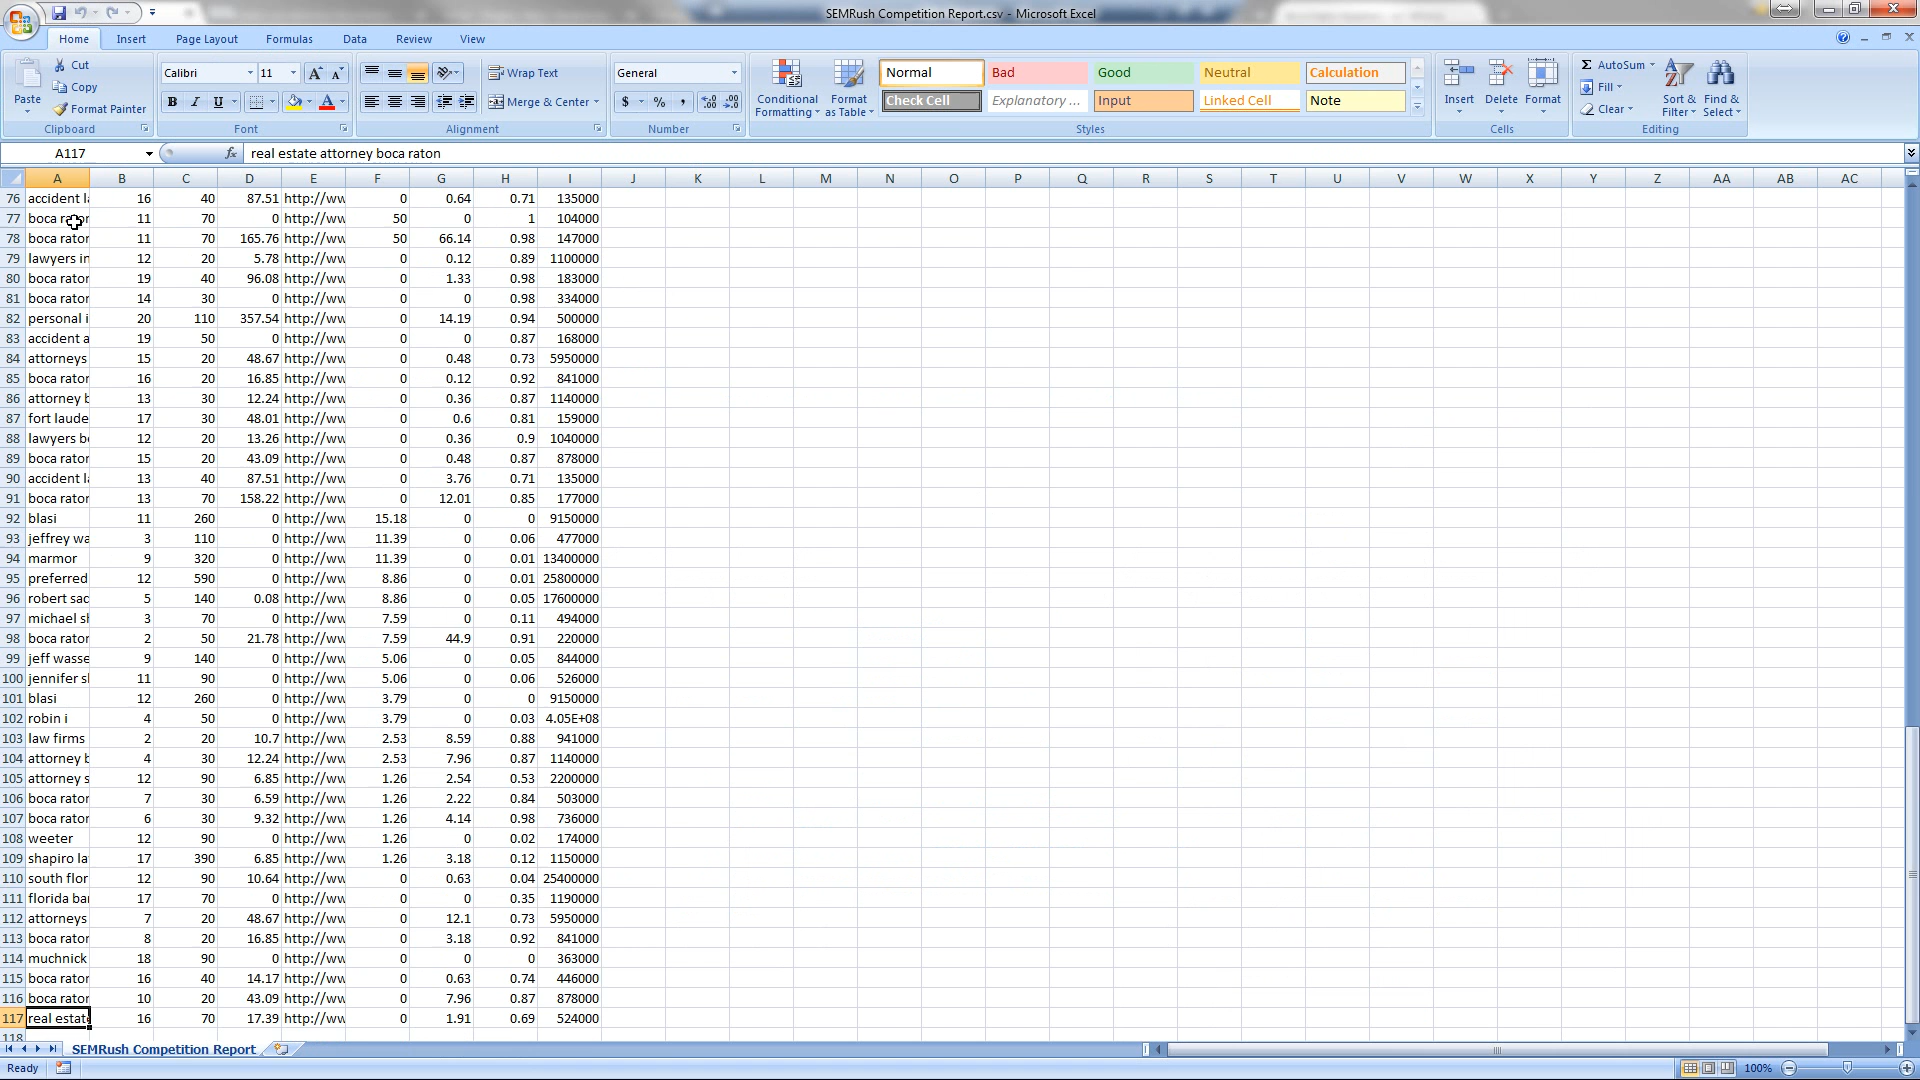 SEMRush Competition Report.csv - Microsoft Excel
Home Insert Page Layout Formulas Data Review View
Paste Cut Copy Format Painter Clipboard
Calibri 11 B I U Font
Wrap Text Merge & Center Alignment
General $ % , Number
Conditional Formatting Format as Table
Normal Bad Good Neutral Calculation
Check Cell Explanatory ... Input Linked Cell Note
Styles
Insert Delete Format Cells
AutoSum Fill Clear Sort & Filter Find & Select Editing
A117 fx real estate attorney boca raton
A B C D E F G H I J K L M N O P Q R S T U V W X Y Z AA AB AC
76 accident la 16 40 87.51 http://ww 0 0.64 0.71 135000
77 boca raton 11 70 0 http://ww 50 0 1 104000
78 boca raton 11 70 165.76 http://ww 50 66.14 0.98 147000
79 lawyers in 12 20 5.78 http://ww 0 0.12 0.89 1100000
80 boca raton 19 40 96.08 http://ww 0 1.33 0.98 183000
81 boca raton 14 30 0 http://ww 0 0 0.98 334000
82 personal i 20 110 357.54 http://ww 0 14.19 0.94 500000
83 accident a 19 50 0 http://ww 0 0 0.87 168000
84 attorneys 15 20 48.67 http://ww 0 0.48 0.73 5950000
85 boca raton 16 20 16.85 http://ww 0 0.12 0.92 841000
86 attorney b 13 30 12.24 http://ww 0 0.36 0.87 1140000
87 fort laude 17 30 48.01 http://ww 0 0.6 0.81 159000
88 lawyers bo 12 20 13.26 http://ww 0 0.36 0.9 1040000
89 boca raton 15 20 43.09 http://ww 0 0.48 0.87 878000
90 accident la 13 40 87.51 http://ww 0 3.76 0.71 135000
91 boca raton 13 70 158.22 http://ww 0 12.01 0.85 177000
92 blasi 11 260 0 http://ww 15.18 0 0 9150000
93 jeffrey wa 3 110 0 http://ww 11.39 0 0.06 477000
94 marmor 9 320 0 http://ww 11.39 0 0.01 13400000
95 preferred 12 590 0 http://ww 8.86 0 0.01 25800000
96 robert sac 5 140 0.08 http://ww 8.86 0 0.05 17600000
97 michael sh 3 70 0 http://ww 7.59 0 0.11 494000
98 boca raton 2 50 21.78 http://ww 7.59 44.9 0.91 220000
99 jeff wasse 9 140 0 http://ww 5.06 0 0.05 844000
100 jennifer sh 11 90 0 http://ww 5.06 0 0.06 526000
101 blasi 12 260 0 http://ww 3.79 0 0 9150000
102 robin i 4 50 0 http://ww 3.79 0 0.03 4.05E+08
103 law firms 2 20 10.7 http://ww 2.53 8.59 0.88 941000
104 attorney b 4 30 12.24 http://ww 2.53 7.96 0.87 1140000
105 attorney s 12 90 6.85 http://ww 1.26 2.54 0.53 2200000
106 boca raton 7 30 6.59 http://ww 1.26 2.22 0.84 503000
107 boca raton 6 30 9.32 http://ww 1.26 4.14 0.98 736000
108 weeter 12 90 0 http://ww 1.26 0 0.02 174000
109 shapiro la 17 390 6.85 http://ww 1.26 3.18 0.12 1150000
110 south flor 12 90 10.64 http://ww 0 0.63 0.04 25400000
111 florida bar 17 70 0 http://ww 0 0 0.35 1190000
112 attorneys 7 20 48.67 http://ww 0 12.1 0.73 5950000
113 boca raton 8 20 16.85 http://ww 0 3.18 0.92 841000
114 muchnick 18 90 0 http://ww 0 0 0 363000
115 boca raton 16 40 14.17 http://ww 0 0.63 0.74 446000
116 boca raton 10 20 43.09 http://ww 0 7.96 0.87 878000
117 real estate 16 70 17.39 http://ww 0 1.91 0.69 524000
118
SEMRush Competition Report
Ready 100%